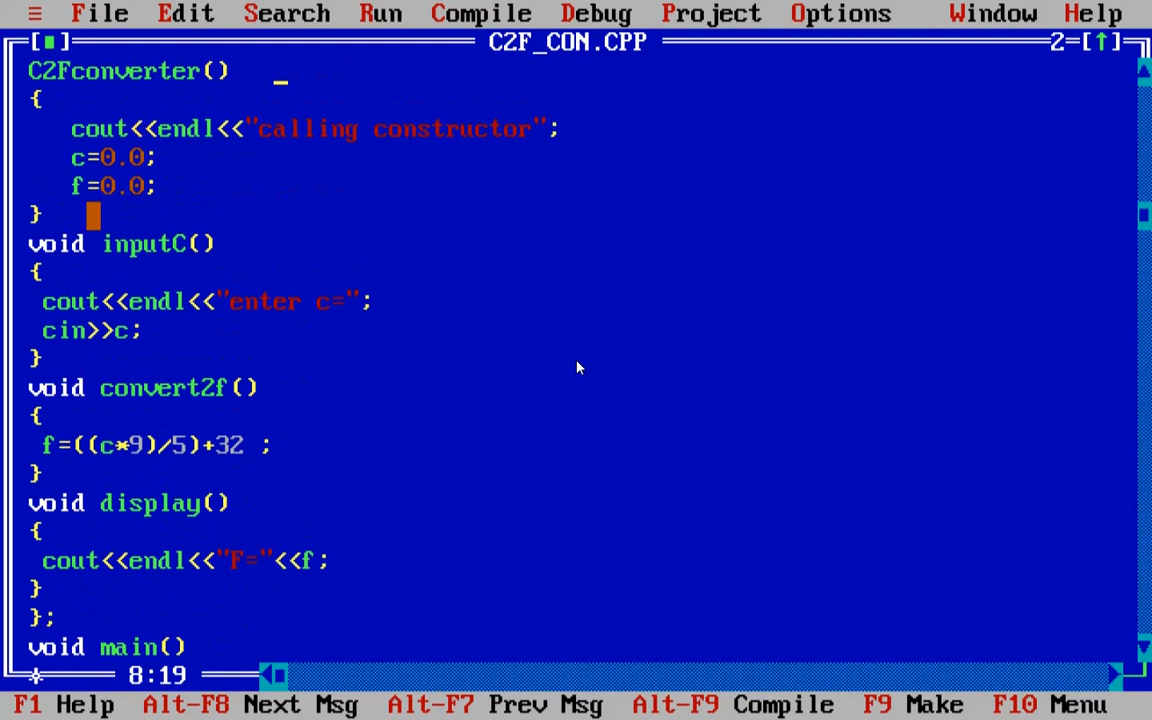 ≡ File Edit Search Run Compile Debug Project Options Window Help
[■] C2F_CON.CPP 2=[↑]
C2Fconverter() _
{
cout<<endl<<"calling constructor";
c=0.0;
f=0.0;
}
void inputC()
{
cout<<endl<<"enter c=";
cin>>c;
}
void convert2f()
{
f=((c*9)/5)+32 ;
}
void display()
{
cout<<endl<<"F="<<f;
}
};
void main()
8:19
F1 Help Alt-F8 Next Msg Alt-F7 Prev Msg Alt-F9 Compile F9 Make F10 Menu